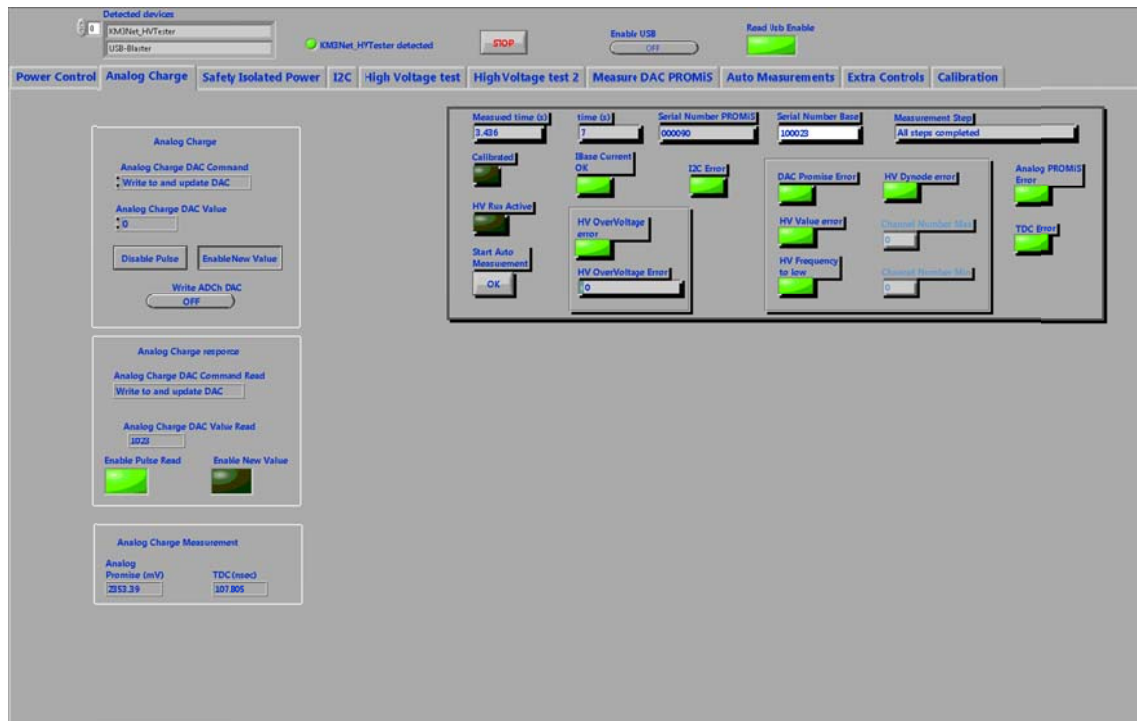 Detected devices
0
KM3Net_HVTester
USB-Blaster
KM3Net_HVTester detected
STOP
Enable USB
OFF
Read Usb Enable
Power Control
Analog Charge
Safety Isolated Power
I2C
High Voltage test
High Voltage test 2
Measure DAC PROMiS
Auto Measurements
Extra Controls
Calibration
Analog Charge
Analog Charge DAC Command
Write to and update DAC
Analog Charge DAC Value
0
Disable Pulse
Enable New Value
Write ADCh DAC
OFF
Analog Charge responce
Analog Charge DAC Command Read
Write to and update DAC
Analog Charge DAC Value Read
1023
Enable Pulse Read
Enable New Value
Analog Charge Measurement
Analog
Promise (mV)
TDC (nsec)
2353.39
107.805
Measued time (s)
time (s)
Serial Number PROMiS
Serial Number Base
Measurement Step
3.436
7
000090
100023
All steps completed
Calibrated
IBase Current
OK
I2C Error
DAC Promise Error
HV Dynode error
Analog PROMiS
Error
HV Run Active
HV OverVoltage
error
HV Value error
Channel Number Max
0
TDC Error
Start Auto
Measuement
OK
HV OverVoltage Error
0
HV Frequency
to low
Channel Number Min
0